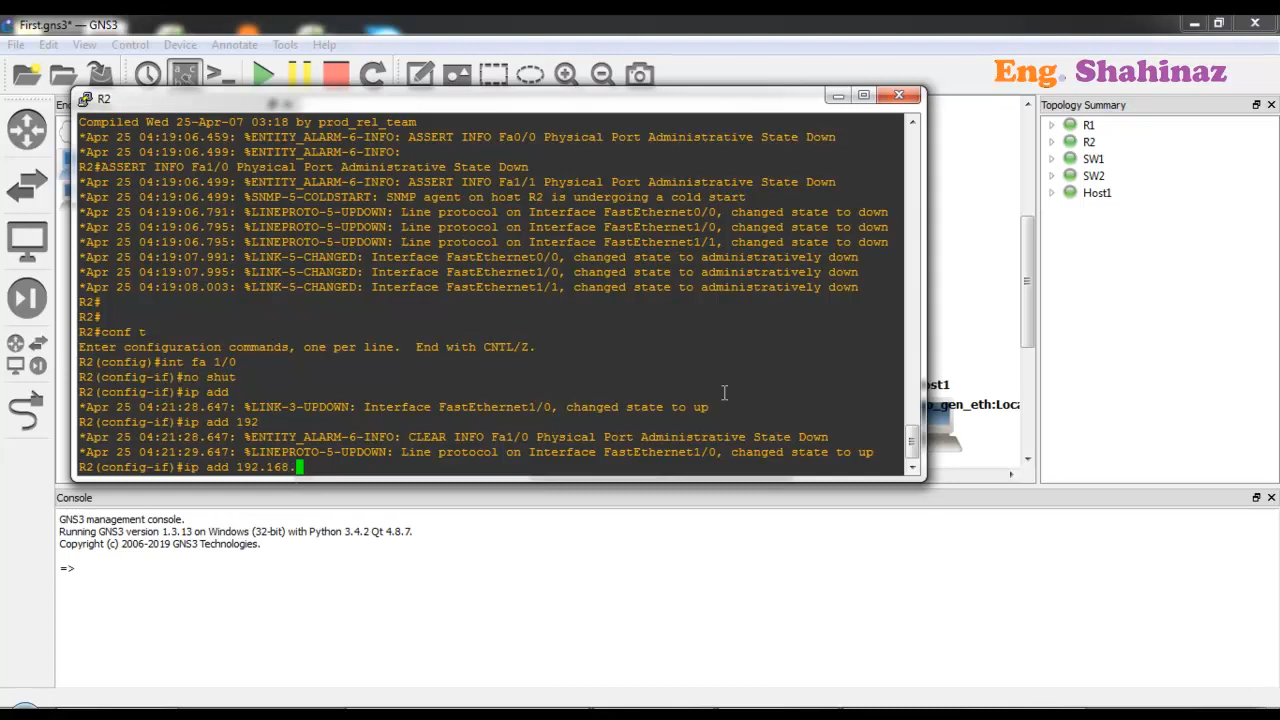 First.gns3* — GNS3
File Edit View Control Device Annotate Tools Help
Eng. Shahinaz
R2
Topology Summary
R1
R2
SW1
SW2
Host1
Compiled Wed 25-Apr-07 03:18 by prod_rel_team
*Apr 25 04:19:06.459: %ENTITY_ALARM-6-INFO: ASSERT INFO Fa0/0 Physical Port Administrative State Down
*Apr 25 04:19:06.499: %ENTITY_ALARM-6-INFO:
R2#ASSERT INFO Fa1/0 Physical Port Administrative State Down
*Apr 25 04:19:06.499: %ENTITY_ALARM-6-INFO: ASSERT INFO Fa1/1 Physical Port Administrative State Down
*Apr 25 04:19:06.499: %SNMP-5-COLDSTART: SNMP agent on host R2 is undergoing a cold start
*Apr 25 04:19:06.791: %LINEPROTO-5-UPDOWN: Line protocol on Interface FastEthernet0/0, changed state to down
*Apr 25 04:19:06.795: %LINEPROTO-5-UPDOWN: Line protocol on Interface FastEthernet1/0, changed state to down
*Apr 25 04:19:06.795: %LINEPROTO-5-UPDOWN: Line protocol on Interface FastEthernet1/1, changed state to down
*Apr 25 04:19:07.991: %LINK-5-CHANGED: Interface FastEthernet0/0, changed state to administratively down
*Apr 25 04:19:07.995: %LINK-5-CHANGED: Interface FastEthernet1/0, changed state to administratively down
*Apr 25 04:19:08.003: %LINK-5-CHANGED: Interface FastEthernet1/1, changed state to administratively down
R2#
R2#
R2#conf t
Enter configuration commands, one per line.  End with CNTL/Z.
R2(config)#int fa 1/0
R2(config-if)#no shut
R2(config-if)#ip add
*Apr 25 04:21:28.647: %LINK-3-UPDOWN: Interface FastEthernet1/0, changed state to up
R2(config-if)#ip add 192
*Apr 25 04:21:28.647: %ENTITY_ALARM-6-INFO: CLEAR INFO Fa1/0 Physical Port Administrative State Down
*Apr 25 04:21:29.647: %LINEPROTO-5-UPDOWN: Line protocol on Interface FastEthernet1/0, changed state to up
R2(config-if)#ip add 192.168.
ost1
o_gen_eth:Loca
Console
GNS3 management console.
Running GNS3 version 1.3.13 on Windows (32-bit) with Python 3.4.2 Qt 4.8.7.
Copyright (c) 2006-2019 GNS3 Technologies.
=>